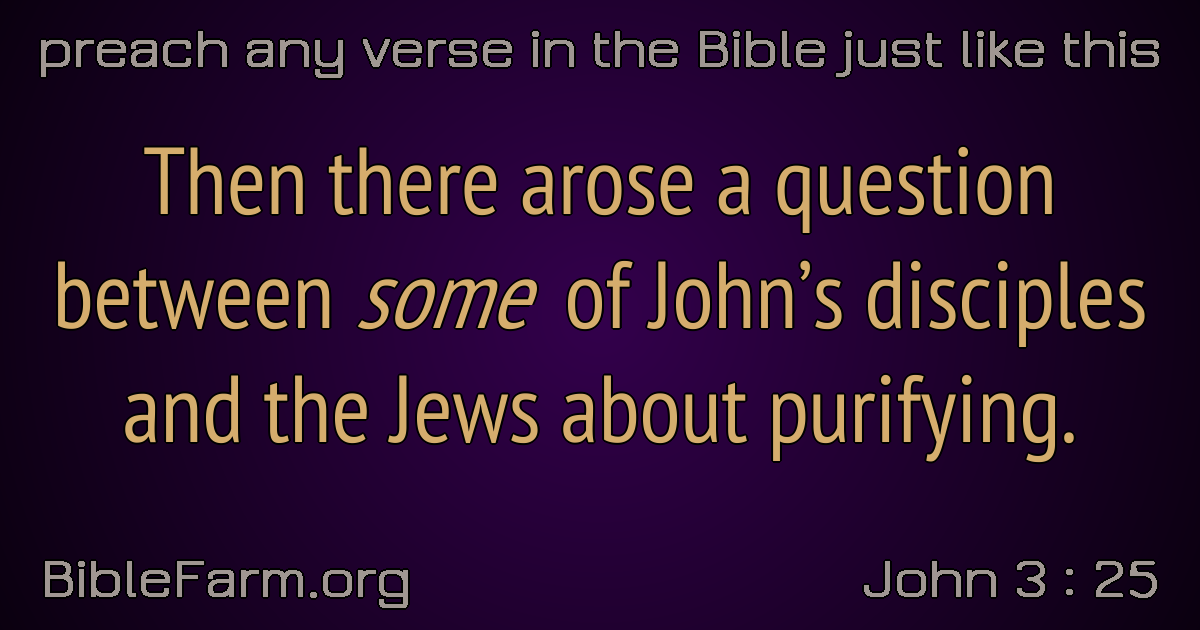 preach any verse in the Bible just like this
Then there arose a question
between some of John’s disciples
and the Jews about purifying.
BibleFarm.org
John 3 : 25